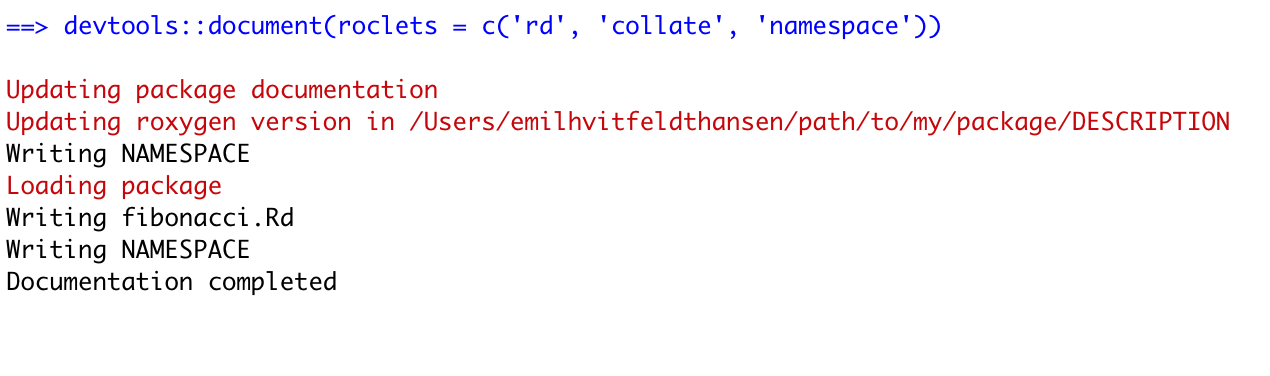 ==> devtools::document(roclets = c('rd', 'collate', 'namespace'))
Updating package documentation
Updating roxygen version in /Users/emilhvitfeldthansen/path/to/my/package/DESCRIPTION
Writing NAMESPACE
Loading package
Writing fibonacci.Rd
Writing NAMESPACE
Documentation completed